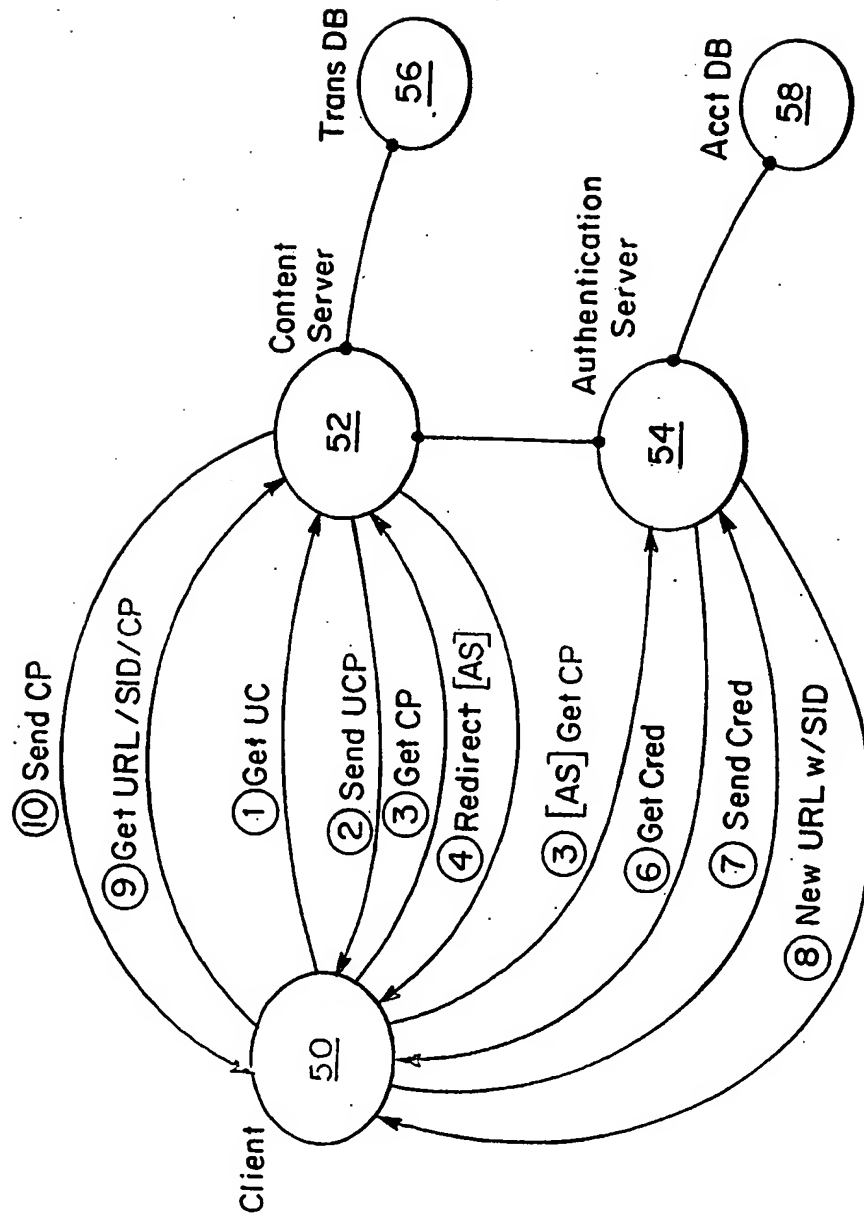 ⑩ Send CP
⑨ Get URL/SID/CP
① Get UC
② Send UCP
③ Get CP
④ Redirect [AS]
③ [AS] Get CP
⑥ Get Cred
⑦ Send Cred
⑧ New URL w/SID
Client
50
Content
Server
52
Authentication
Server
54
Trans DB
56
Acct DB
58